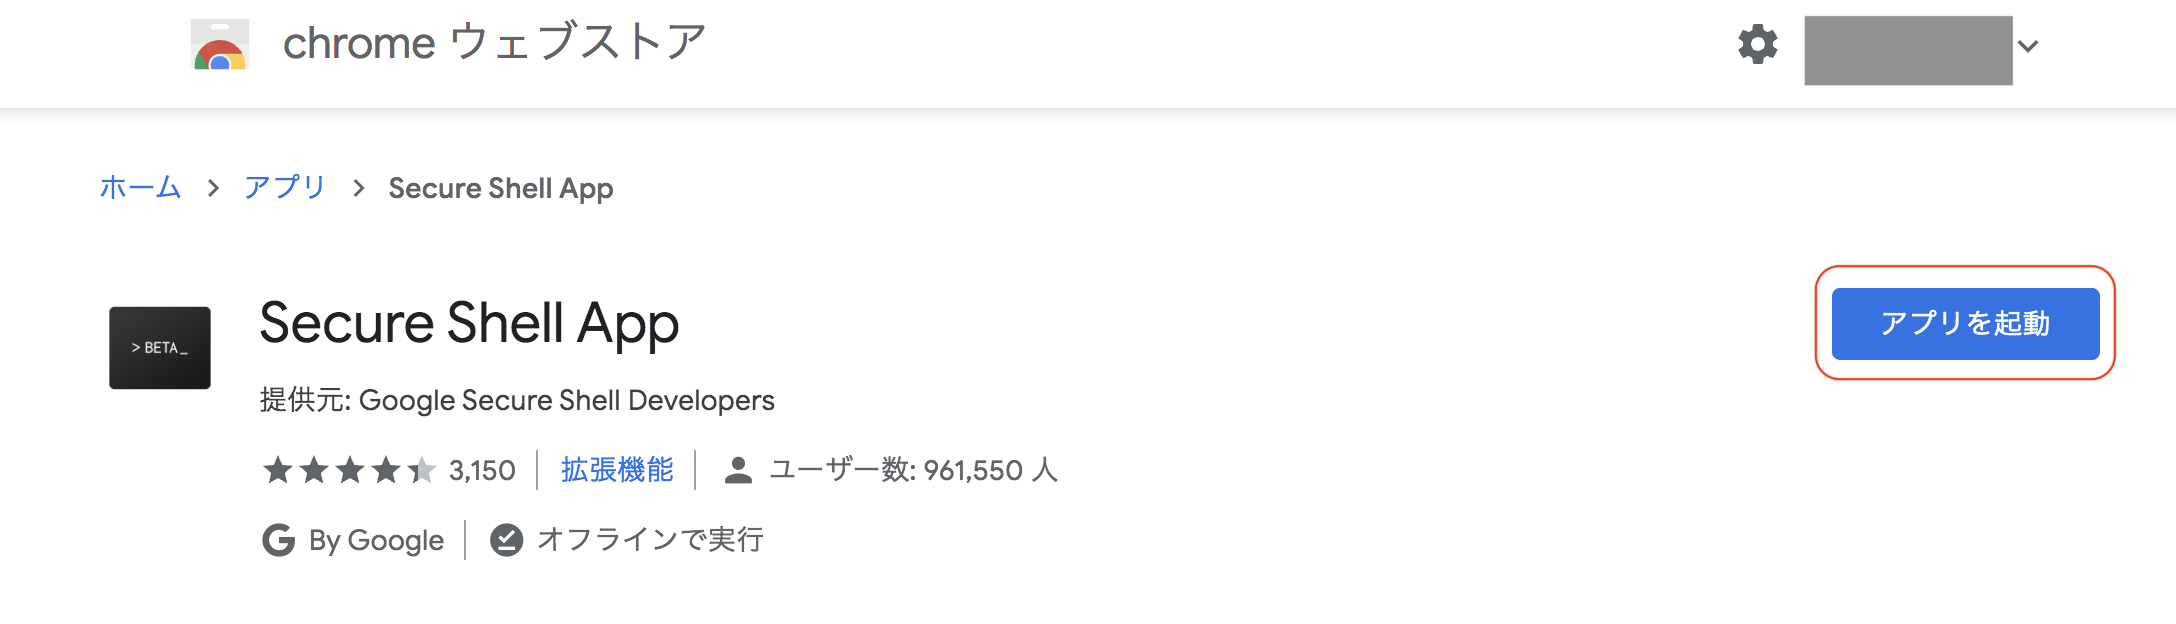 chrome ウェブストア
ホーム > アプリ > Secure Shell App
> BETA_
Secure Shell App
アプリを起動
提供元: Google Secure Shell Developers
3,150 拡張機能 ユーザー数: 961,550 人
By Google オフラインで実行